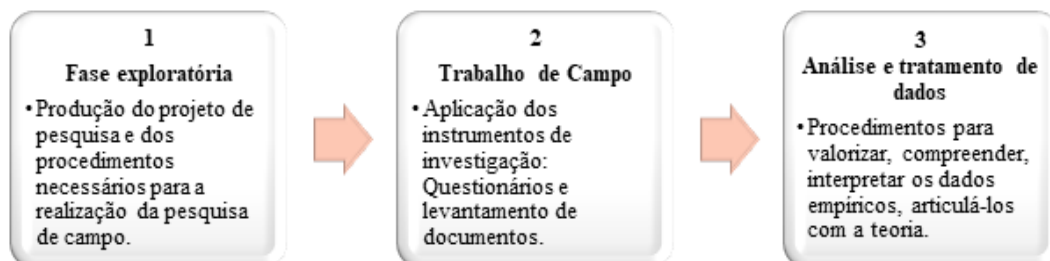 1
Fase exploratória
•Produção do projeto de
pesquisa e dos
procedimentos
necessários para a
realização da pesquisa
de campo.
2
Trabalho de Campo
•Aplicação dos
instrumentos de
investigação:
Questionários e
levantamento de
documentos.
3
Análise e tratamento de
dados
•Procedimentos para
valorizar, compreender,
interpretar os dados
empíricos, articulá-los
com a teoria.